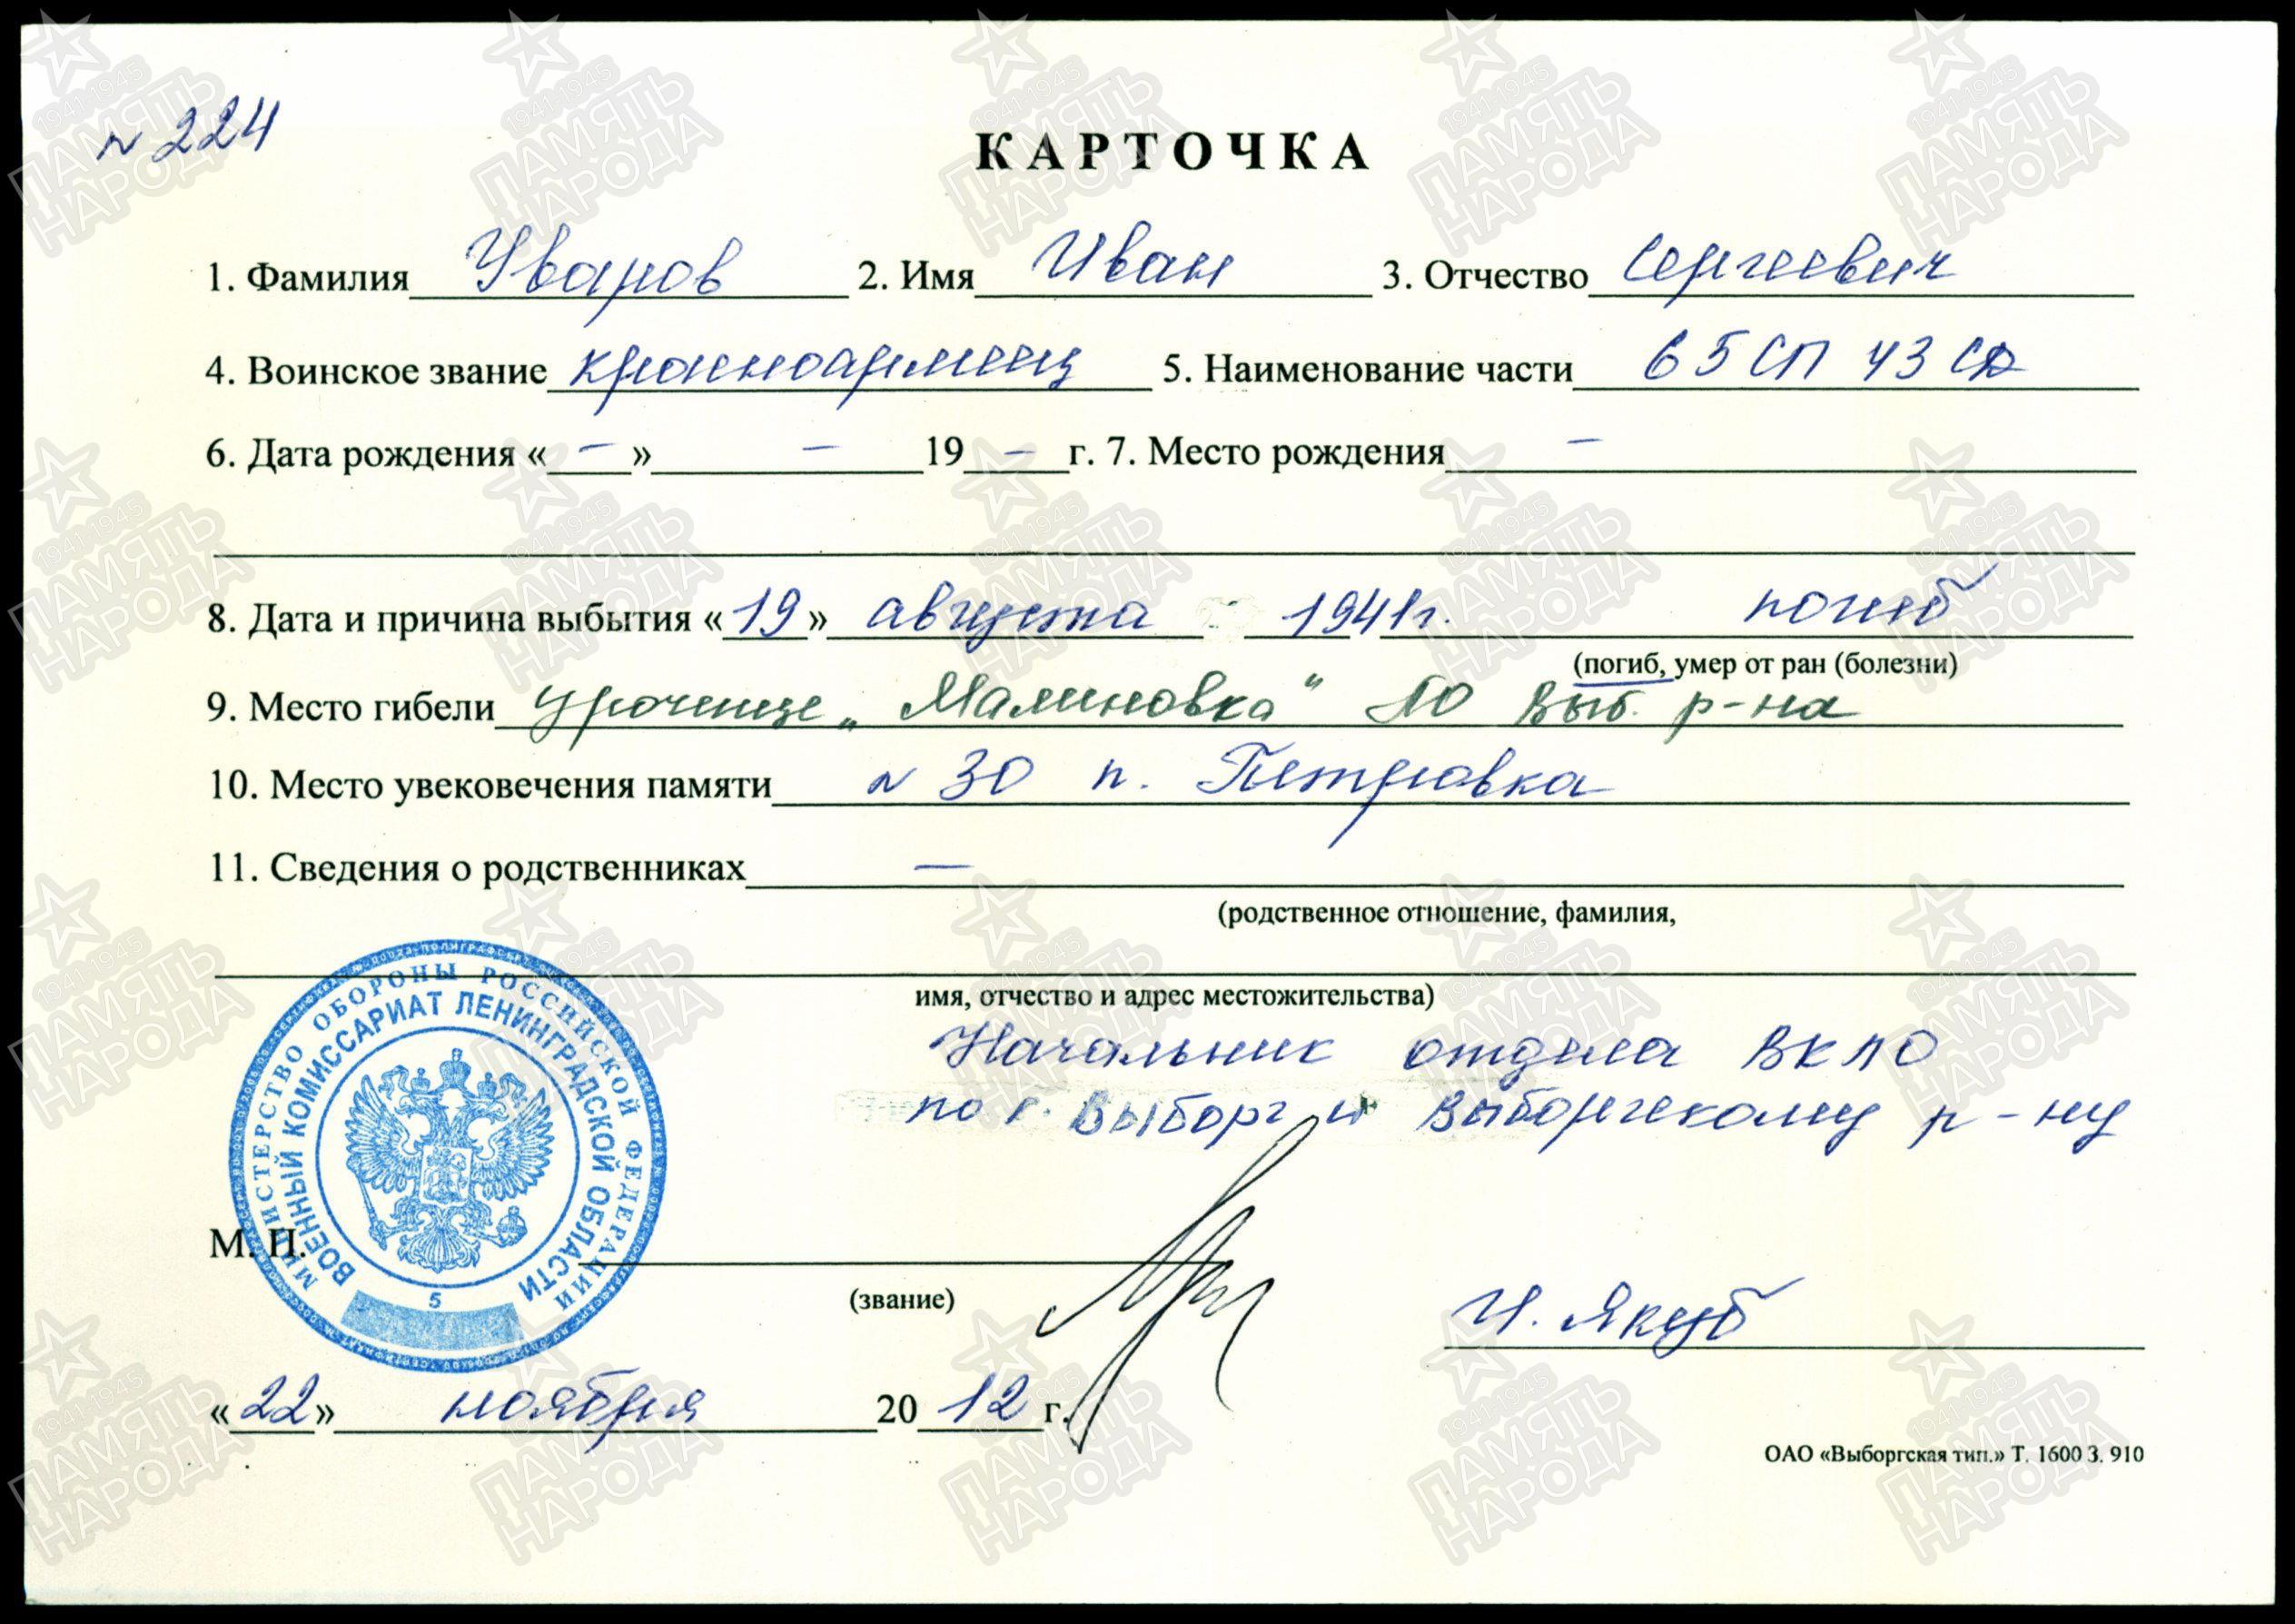 № 224
КАРТОЧКА
1. Фамилия Уваров 2. Имя Иван 3. Отчество Сергеевич
4. Воинское звание красноармеец 5. Наименование части 65 СП 43 СД
6. Дата рождения « – » – 19 – г. 7. Место рождения –
8. Дата и причина выбытия «19» августа 1941г. погиб
(погиб, умер от ран (болезни)
9. Место гибели урочище „Малиновка" ЛО Выб. р-на
10. Место увековечения памяти № 30 п. Петровка
11. Сведения о родственниках –
(родственное отношение, фамилия,
имя, отчество и адрес местожительства)
Начальник отдела ВКЛО
по г. Выборг и Выборгскому р-ну
МИНИСТЕРСТВО ОБОРОНЫ РОССИЙСКОЙ ФЕДЕРАЦИИ
ВОЕННЫЙ КОМИССАРИАТ ЛЕНИНГРАДСКОЙ ОБЛАСТИ
5
М. П.
(звание)
И. Якуб
«22» ноября 2012 г.
ОАО «Выборгская тип.» Т. 1600 З. 910
1941-1945
ПАМЯТЬ
НАРОДА